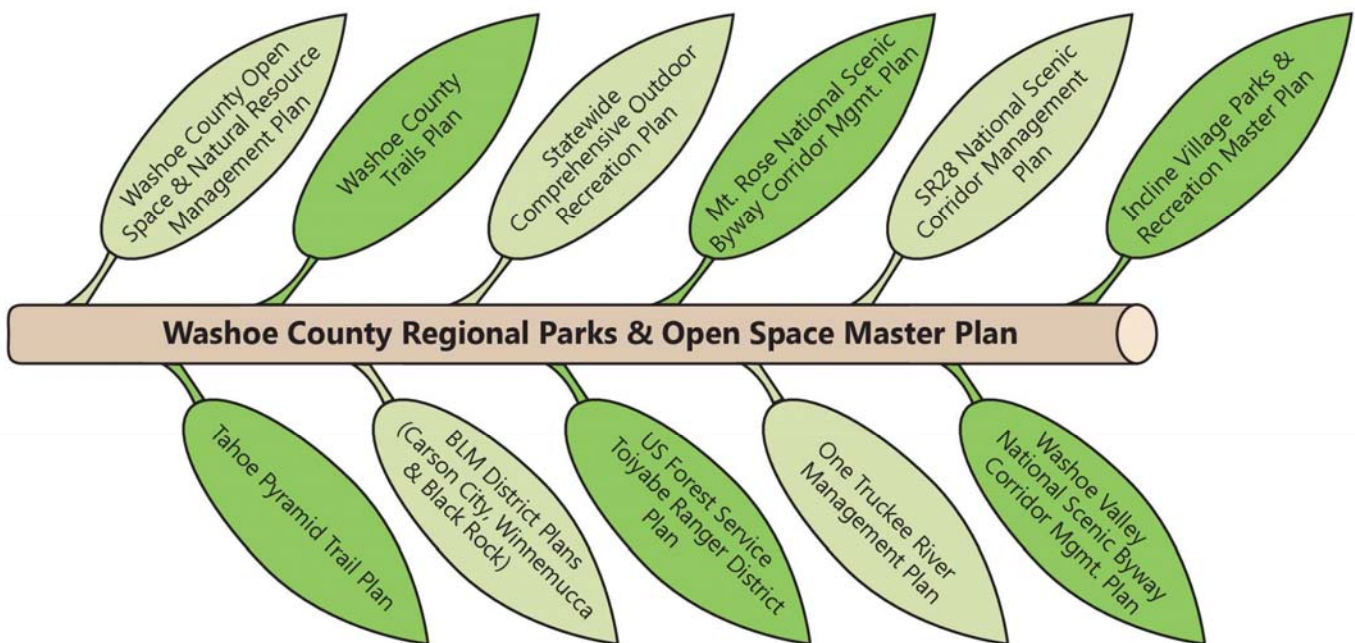 Washoe County Open
Space & Natural Resource
Management Plan
Washoe County
Trails Plan
Statewide
Comprehensive Outdoor
Recreation Plan
Mt. Rose National Scenic
Byway Corridor Mgmt. Plan
SR28 National Scenic
Corridor Management
Plan
Incline Village Parks &
Recreation Master Plan
Washoe County Regional Parks & Open Space Master Plan
Tahoe Pyramid Trail Plan
BLM District Plans
(Carson City, Winnemucca
& Black Rock)
US Forest Service
Toiyabe Ranger District
Plan
One Truckee River
Management Plan
Washoe Valley
National Scenic Byway
Corridor Mgmt. Plan